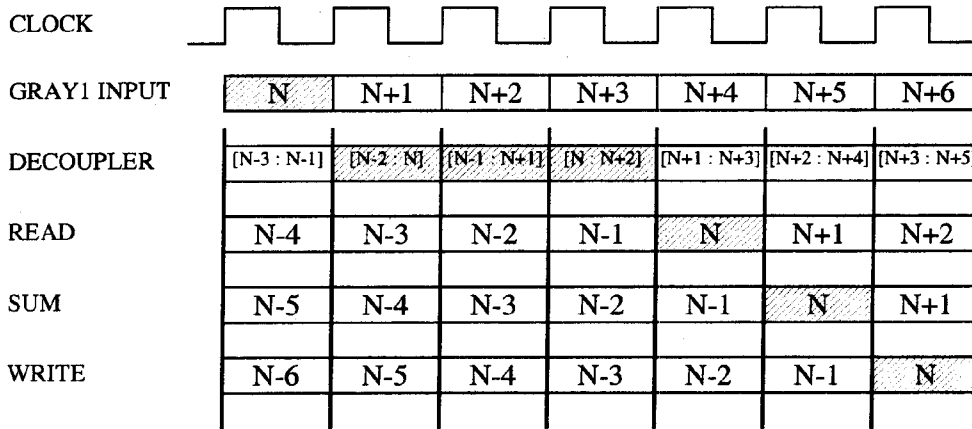 CLOCK
GRAY1 INPUT N N+1 N+2 N+3 N+4 N+5 N+6
DECOUPLER [N-3 : N-1] [N-2 : N] [N-1 : N+1] [N N+2] [N+1 : N+3] [N+2 : N+4] [N+3 : N+5]
READ N-4 N-3 N-2 N-1 N N+1 N+2
SUM N-5 N-4 N-3 N-2 N-1 N N+1
WRITE N-6 N-5 N-4 N-3 N-2 N-1 N